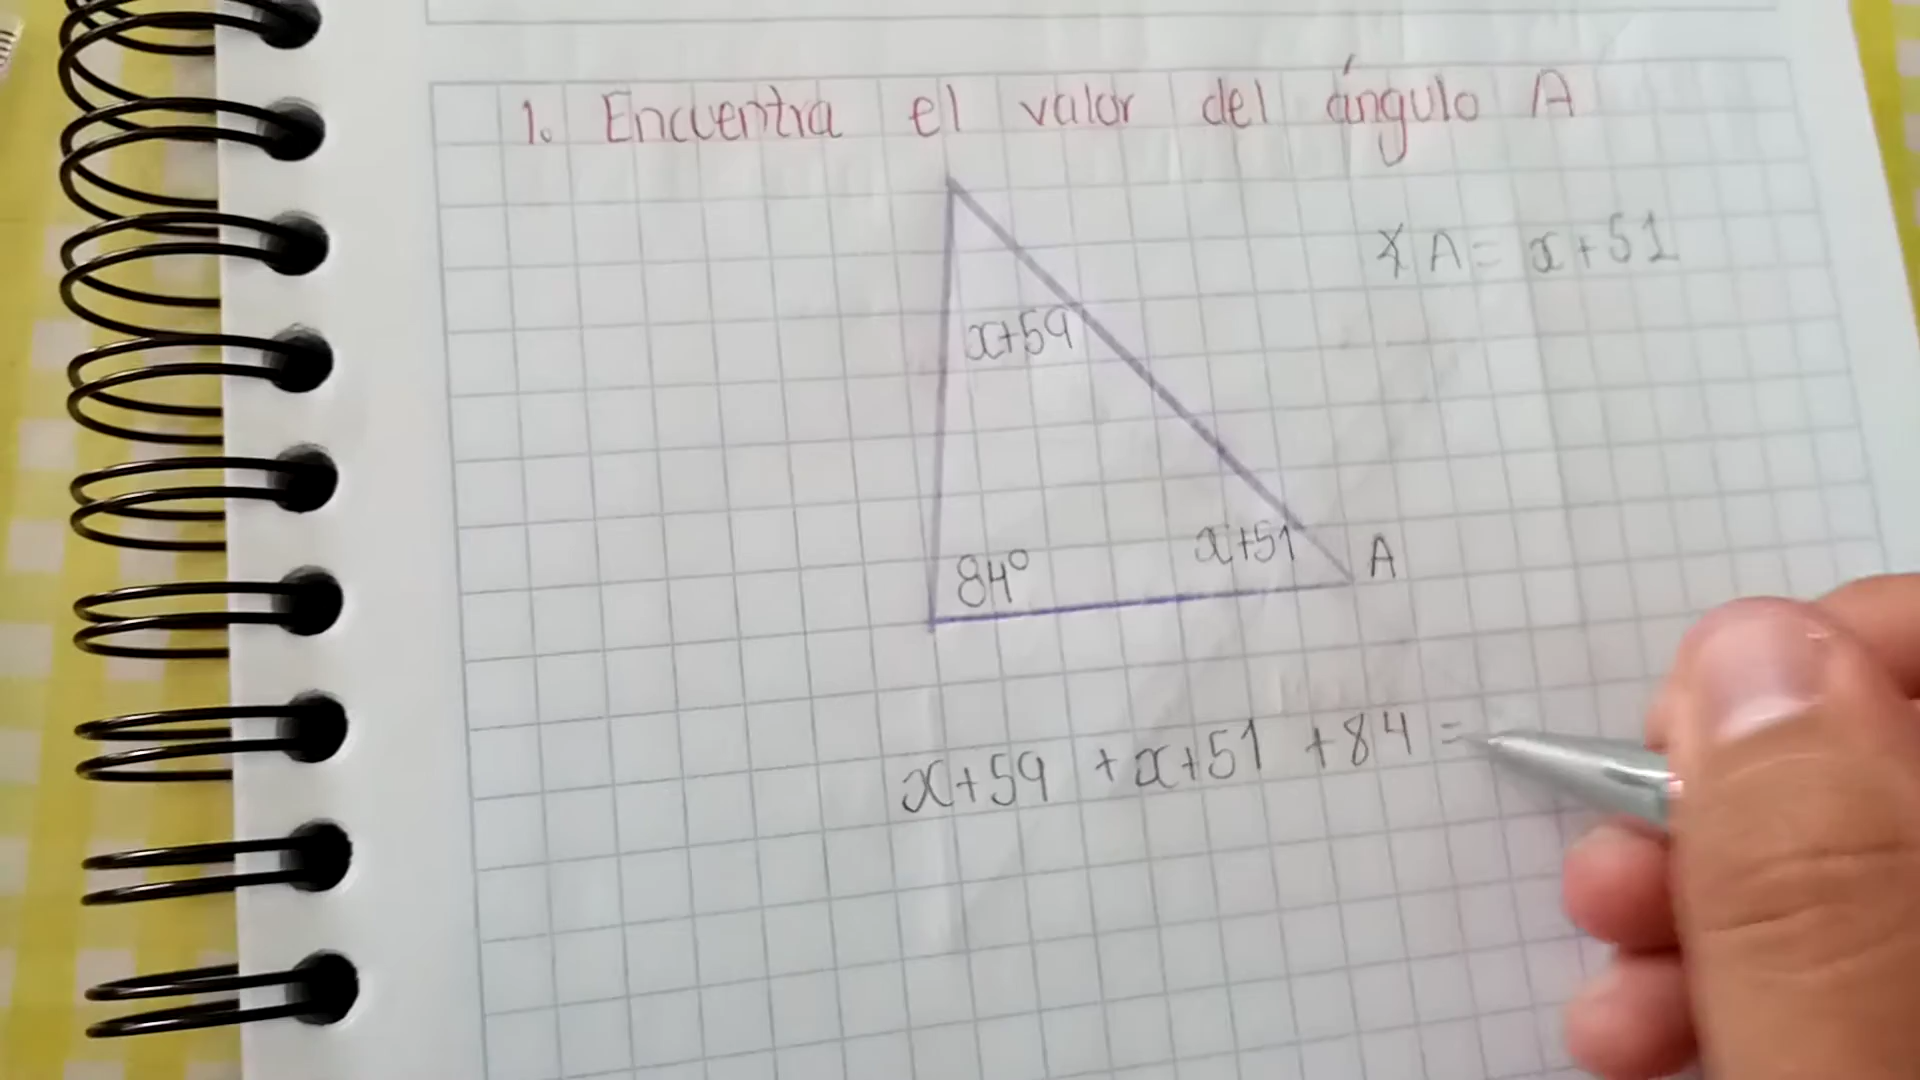 1. Encuentra el valor del ángulo A
∡ A = x+51
x+59
84°
x+51
A
x+59 +x+51 +84 =